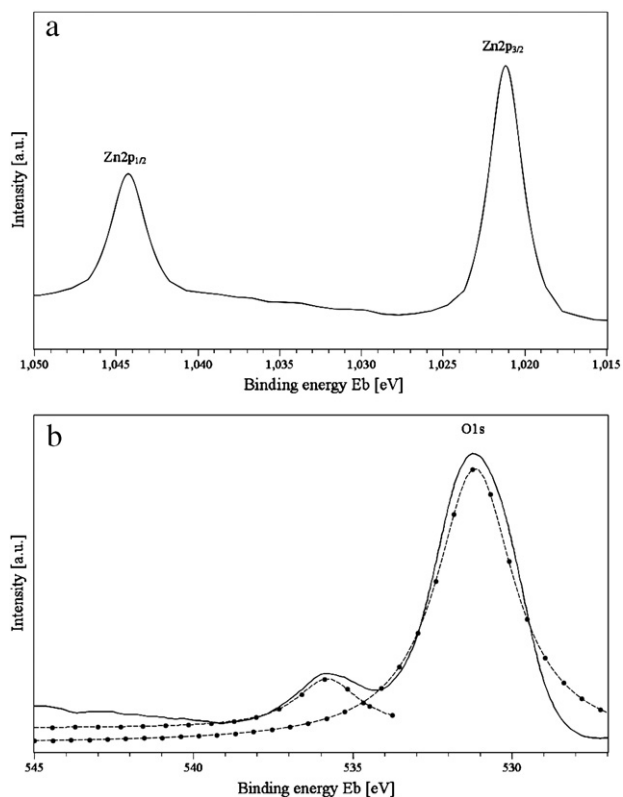 a
Zn2p3/2
Zn2p1/2
Intensity [a.u.]
1,050 1,045 1,040 1,035 1,030 1,025 1,020 1,015
Binding energy Eb [eV]
b
O1s
Intensity [a.u.]
545 540 535 530
Binding energy Eb [eV]